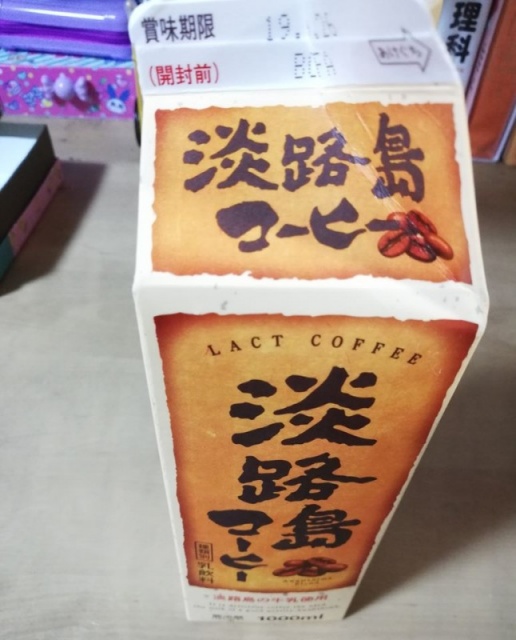 賞味期限
(開封前)
あけぐち
理科
淡路島
コーヒー
LACT COFFEE
淡路島
コーヒー
種類別
乳飲料
淡路島の牛乳使用
1000ml